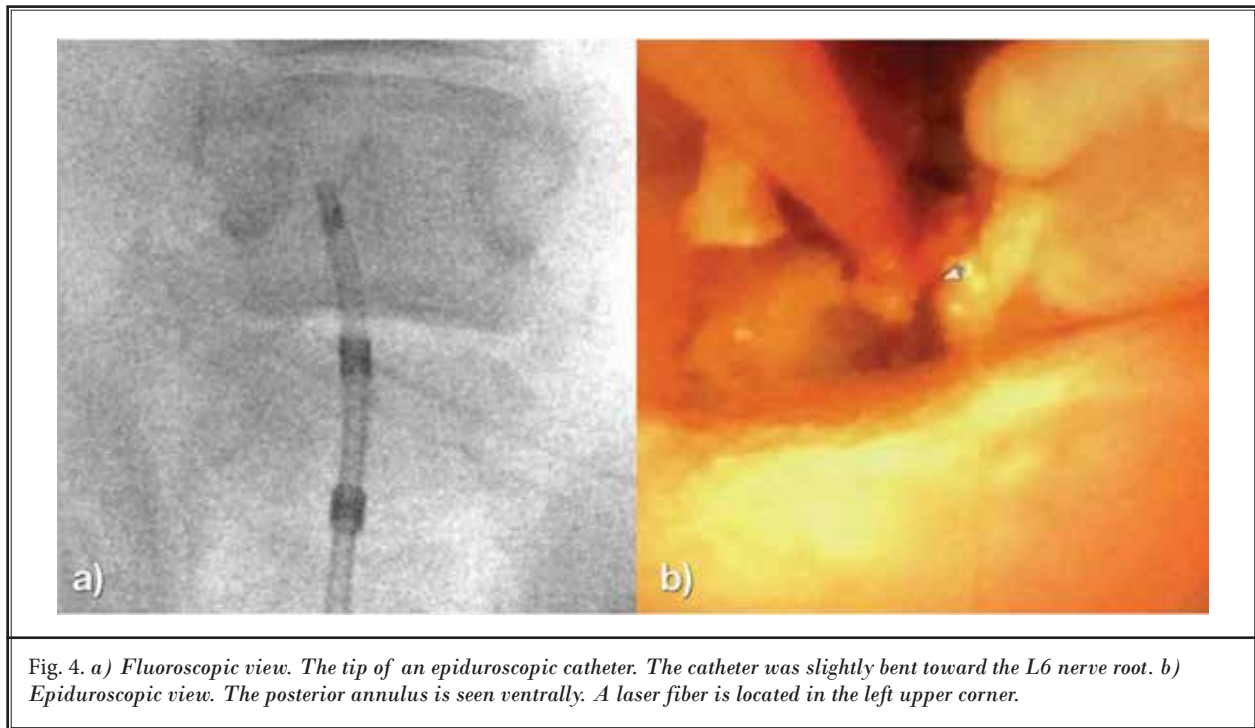 a)
b)
Fig. 4. a) Fluoroscopic view. The tip of an epiduroscopic catheter. The catheter was slightly bent toward the L6 nerve root. b)
Epiduroscopic view. The posterior annulus is seen ventrally. A laser fiber is located in the left upper corner.